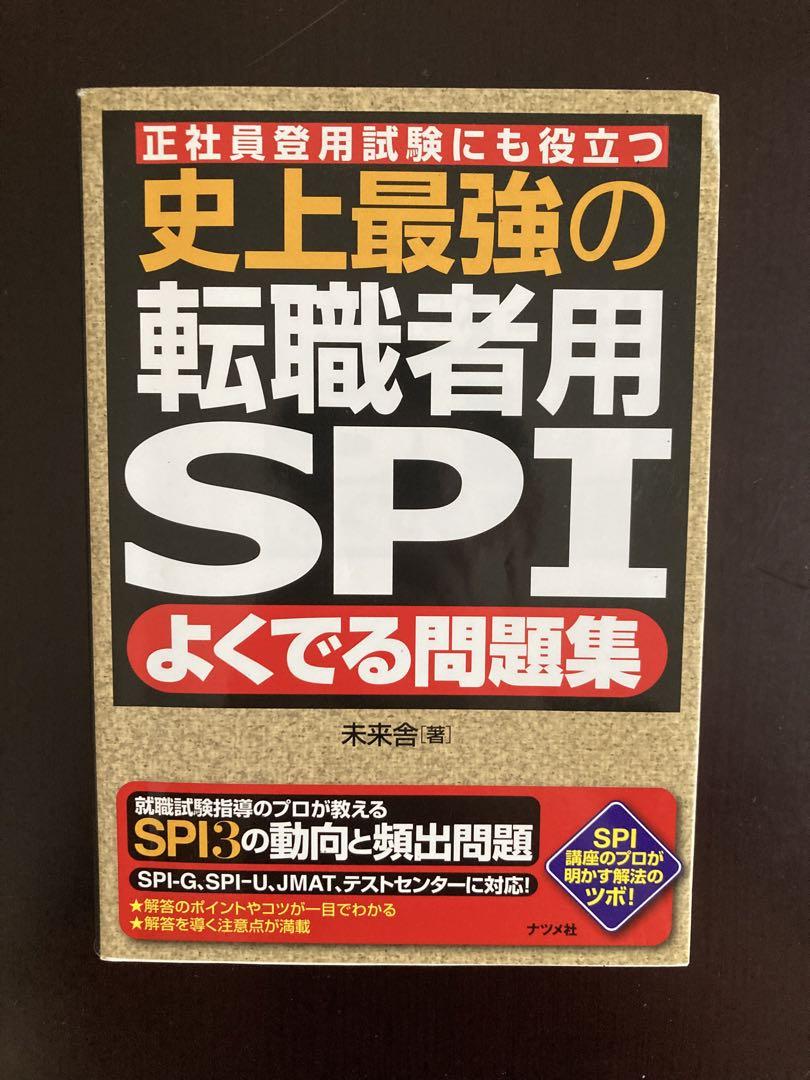 正社員登用試験にも役立つ
史上最強の
転職者用
SPI
よくでる問題集
未来舎[著]
就職試験指導のプロが教える
SPI3の動向と頻出問題
SPI-G、SPI-U、JMAT、テストセンターに対応!
★解答のポイントやコツが一目でわかる
★解答を導く注意点が満載
SPI
講座のプロが
明かす解法の
ツボ!
ナツメ社